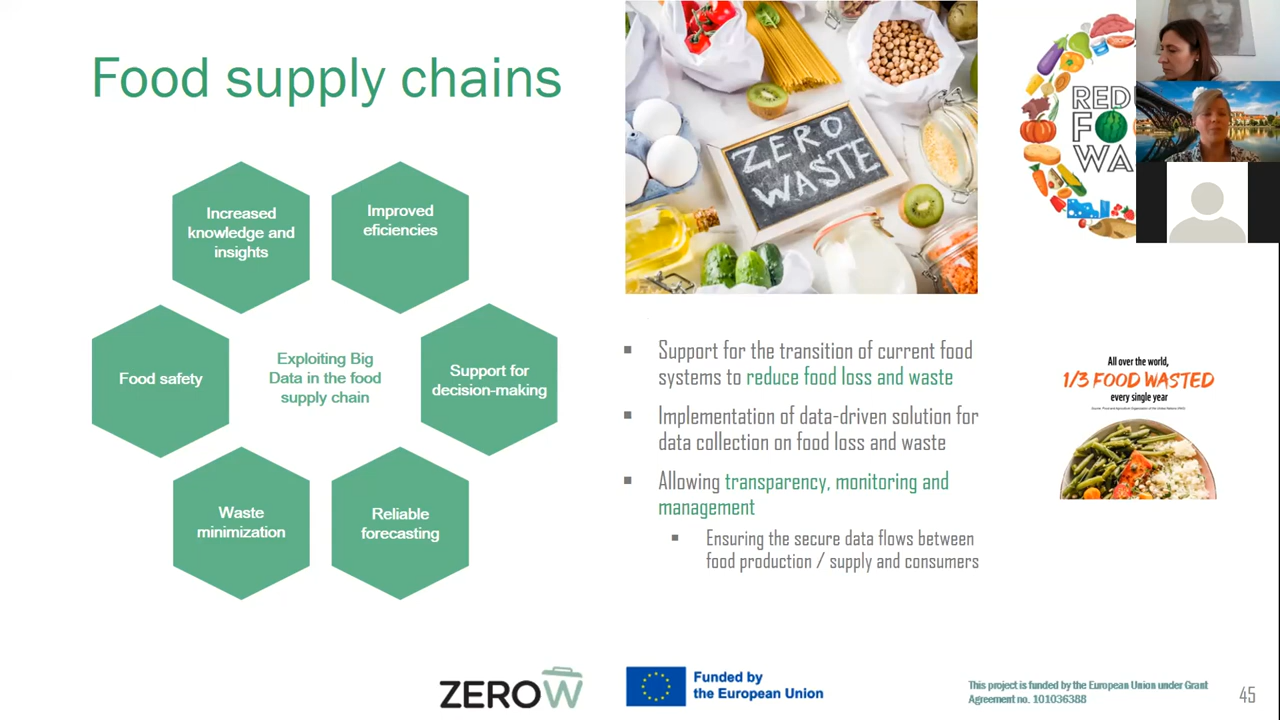 Food supply chains
Increased
knowledge and
insights
Improved
eficiencies
Food safety
Exploiting Big
Data in the food
supply chain
Support for
decision-making
Waste
minimization
Reliable
forecasting
ZERO
WASTE
RED
FO
WA
Support for the transition of current food
systems to reduce food loss and waste
Implementation of data-driven solution for
data collection on food loss and waste
Allowing transparency, monitoring and
management
Ensuring the secure data flows between
food production / supply and consumers
All over the world,
1/3 FOOD WASTED
every single year
ZEROW
Funded by
the European Union
This project is funded by the European Union under Grant
Agreement no. 101036388
45